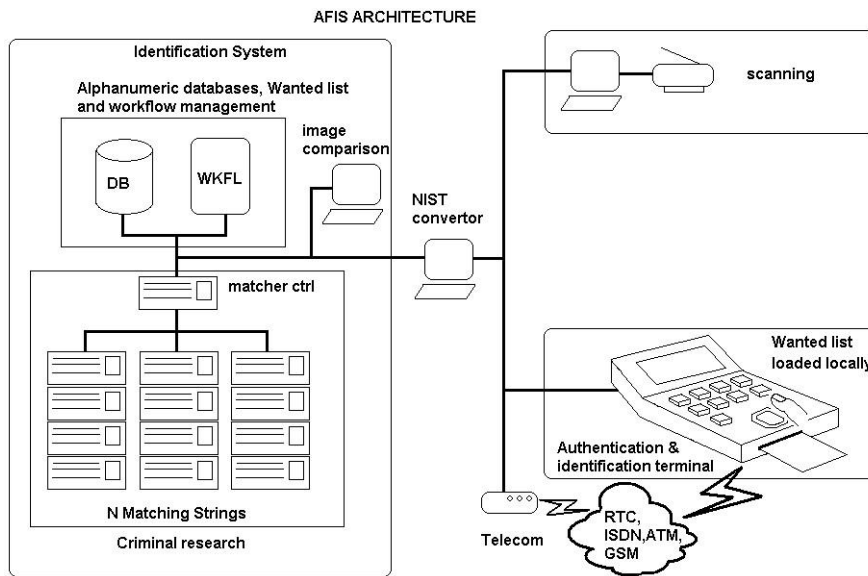 AFIS ARCHITECTURE
Identification System
Alphanumeric databases, Wanted list
and workflow management
DB
WKFL
image
comparison
NIST
convertor
scanning
matcher ctrl
Wanted list
loaded locally
Authentication &
identification terminal
N Matching Strings
Criminal research
Telecom
RTC,
ISDN,ATM,
GSM